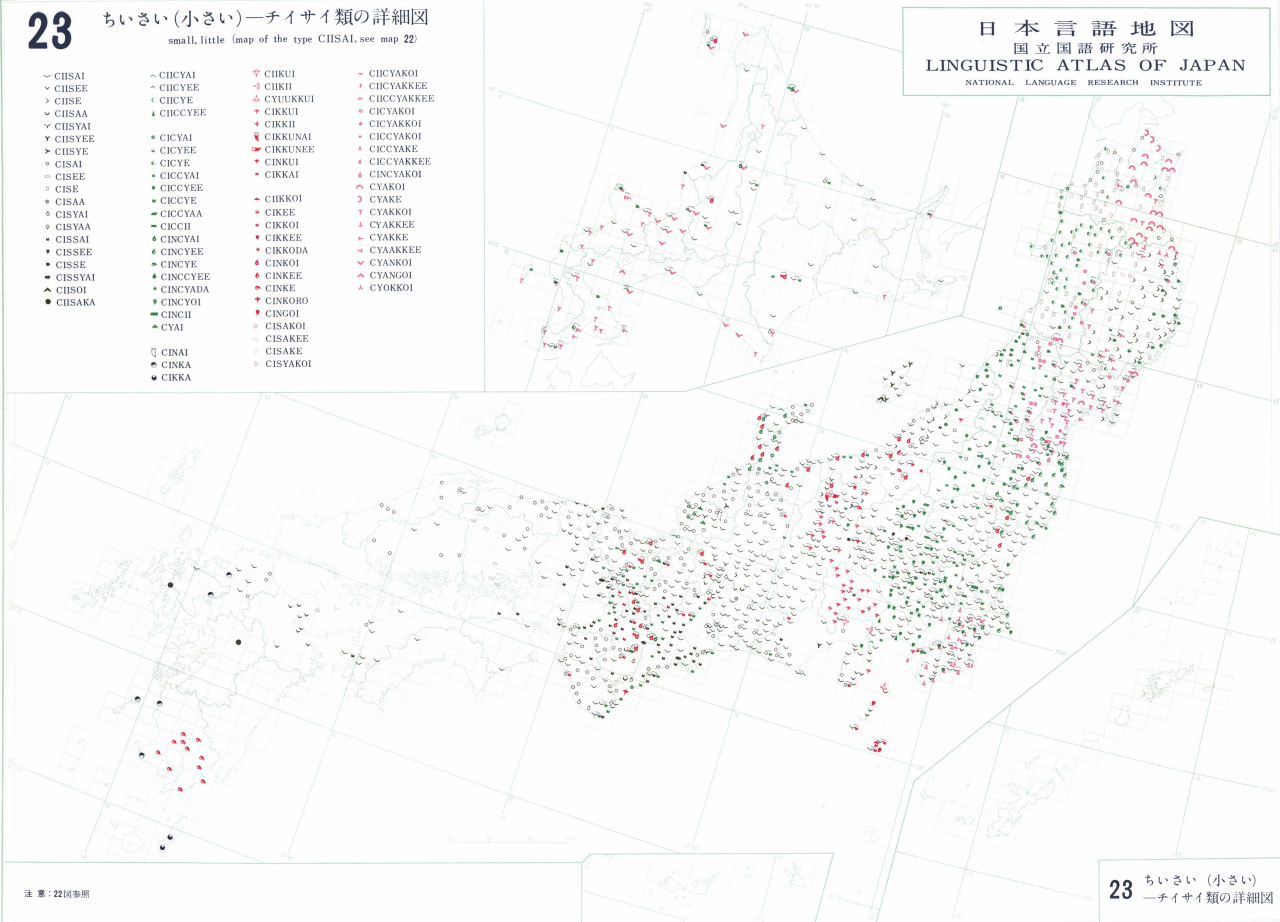 23
ちいさい(小さい)―チイサイ類の詳細図
small, little (map of the type CIISAI, see map 22)
日本言語地図
国立国語研究所
LINGUISTIC ATLAS OF JAPAN
NATIONAL LANGUAGE RESEARCH INSTITUTE
CIISAI
CIISEE
CIISE
CIISAA
CIISYAI
CIISYEE
CIISYE
CISAI
CISEE
CISE
CISAA
CISYAI
CISYAA
CISSAI
CISSEE
CISSE
CISSYAI
CIISOI
CIISAKA
CIICYAI
CIICYEE
CIICYE
CIICCYEE
CICYAI
CICYEE
CICYE
CICCYAI
CICCYEE
CICCYE
CICCYAA
CICCII
CINCYAI
CINCYEE
CINCYE
CINCCYEE
CINCYADA
CINCYOI
CINCII
CYAI
CINAI
CINKA
CIKKA
CIIKUI
CIIKII
CYUUKKUI
CIKKUI
CIKKII
CIKKUNAI
CIKKUNEE
CINKUI
CIKKAI
CIIKKOI
CIKEE
CIKKOI
CIKKEE
CIKKODA
CINKOI
CINKEE
CINKE
CINKORO
CINGOI
CISAKOI
CISAKEE
CISAKE
CISYAKOI
CIICYAKOI
CIICYAKKEE
CIICCYAKKEE
CICYAKOI
CICYAKKOI
CICCYAKOI
CICCYAKE
CICCYAKKEE
CINCYAKOI
CYAKOI
CYAKE
CYAKKOI
CYAKKEE
CYAKKE
CYAAKKEE
CYANKOI
CYANGOI
CYOKKOI
注意:22図参照
23
ちいさい (小さい)
―チイサイ類の詳細図